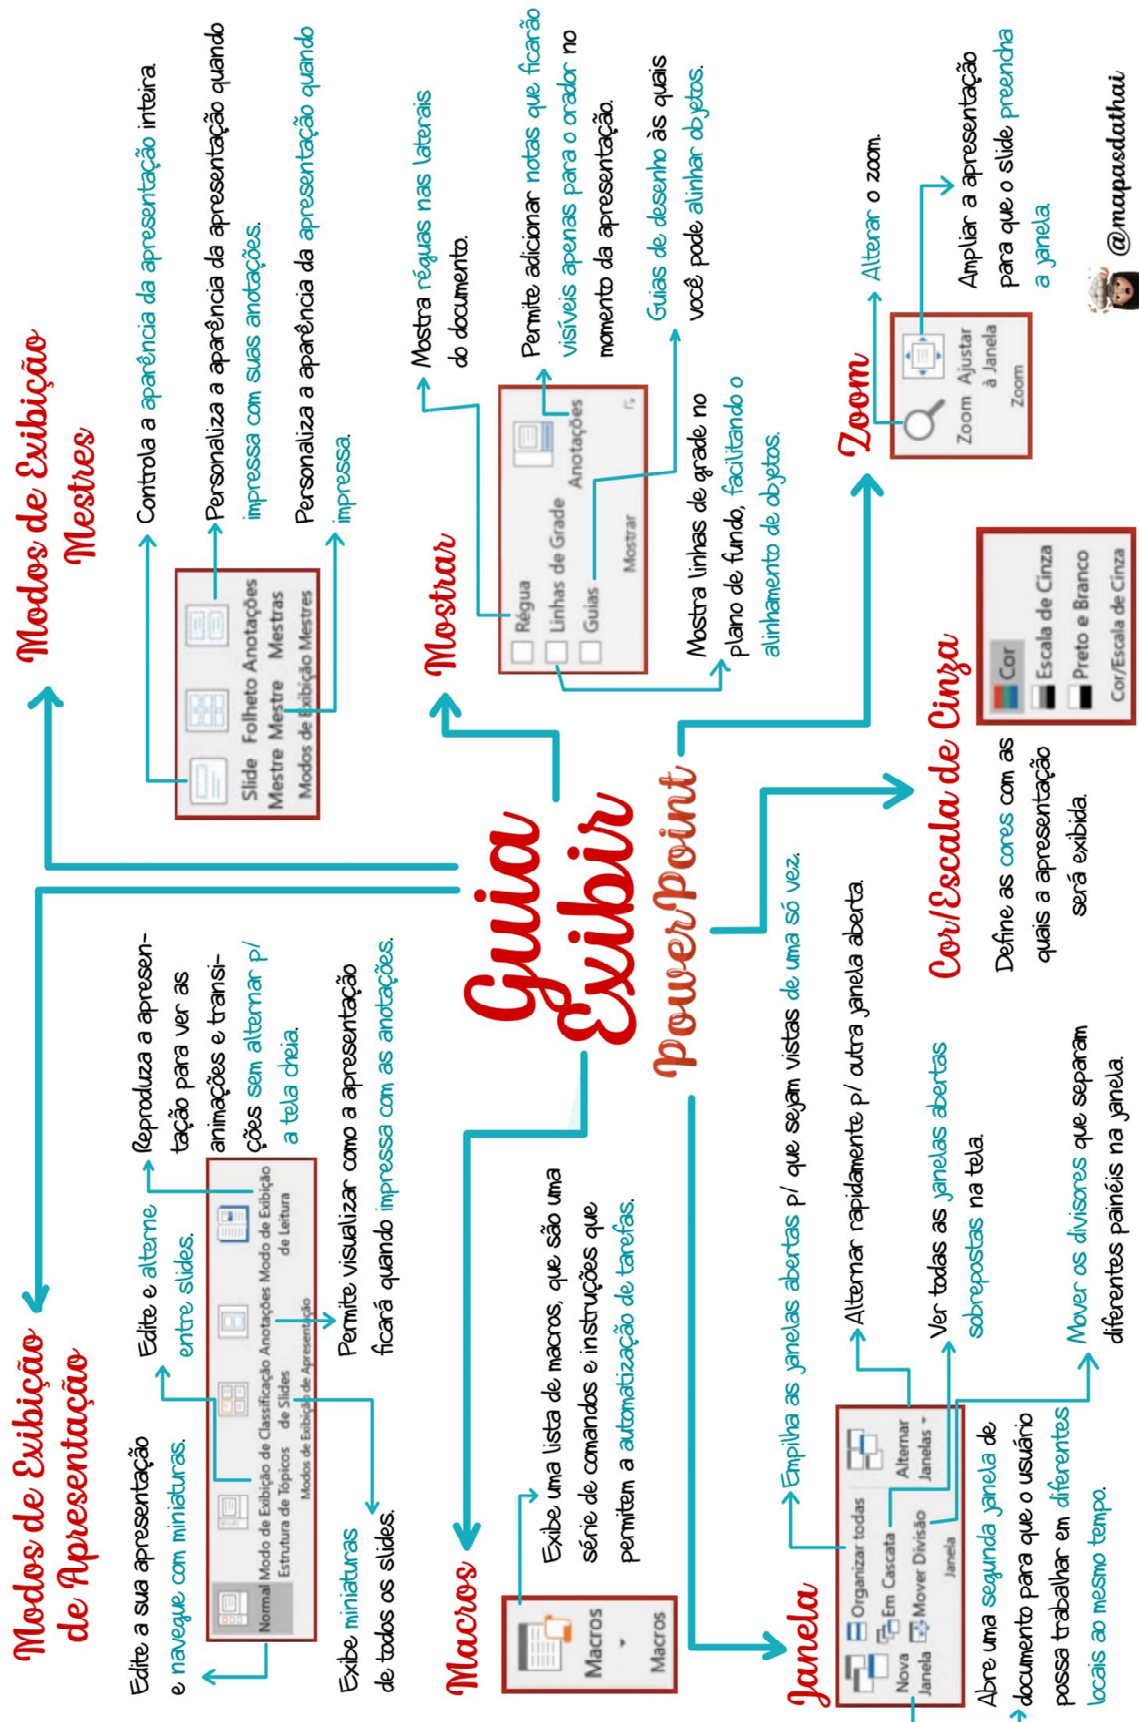 Modos de Exibição
de Apresentação
Edite a sua apresentação
e navegue com miniaturas.
Edite e alterne
entre slides.
Reproduza a apresen-
tação para ver as
animações e transi-
ções sem alternar p/
a tela cheia.
Normal Modo de Exibição de Classificação Anotações Modo de Exibição
Estrutura de Tópicos de Slides de Leitura
Modos de Exibição de Apresentação
Exibe miniaturas
de todos os slides.
Permite visualizar como a apresentação
ficará quando impressa com as anotações.
Modos de Exibição
Mestres
Controla a aparência da apresentação inteira.
Personaliza a aparência da apresentação quando
impressa com suas anotações.
Personaliza a aparência da apresentação quando
impressa.
Slide Folheto Anotações
Mestre Mestre Mestras
Modos de Exibição Mestres
Macros
Exibe uma lista de macros, que são uma
série de comandos e instruções que
permitem a automatização de tarefas.
Macros
Macros
Guia
Exibir
PowerPoint
Mostrar
Mostra réguas nas laterais
do documento.
Régua
Linhas de Grade
Guias
Anotações
Mostrar
Permite adicionar notas que ficarão
visíveis apenas para o orador no
momento da apresentação.
Guias de desenho às quais
você pode alinhar objetos.
Mostra linhas de grade no
plano de fundo, facilitando o
alinhamento de objetos.
Janela
Empilha as janelas abertas p/ que sejam vistas de uma só vez.
Alternar rapidamente p/ outra janela aberta.
Ver todas as janelas abertas
sobrepostas na tela.
Mover os divisores que separam
diferentes painéis na janela.
Organizar todas
Em Cascata
Mover Divisão
Nova
Janela
Alternar
Janelas
Janela
Abre uma segunda janela de
documento para que o usuário
possa trabalhar em diferentes
locais ao mesmo tempo.
Cor/Escala de Cinza
Define as cores com as
quais a apresentação
será exibida.
Cor
Escala de Cinza
Preto e Branco
Cor/Escala de Cinza
Zoom
Alterar o zoom.
Zoom Ajustar
à Janela
Zoom
Ampliar a apresentação
para que o slide preencha
a janela.
@mapasdathai